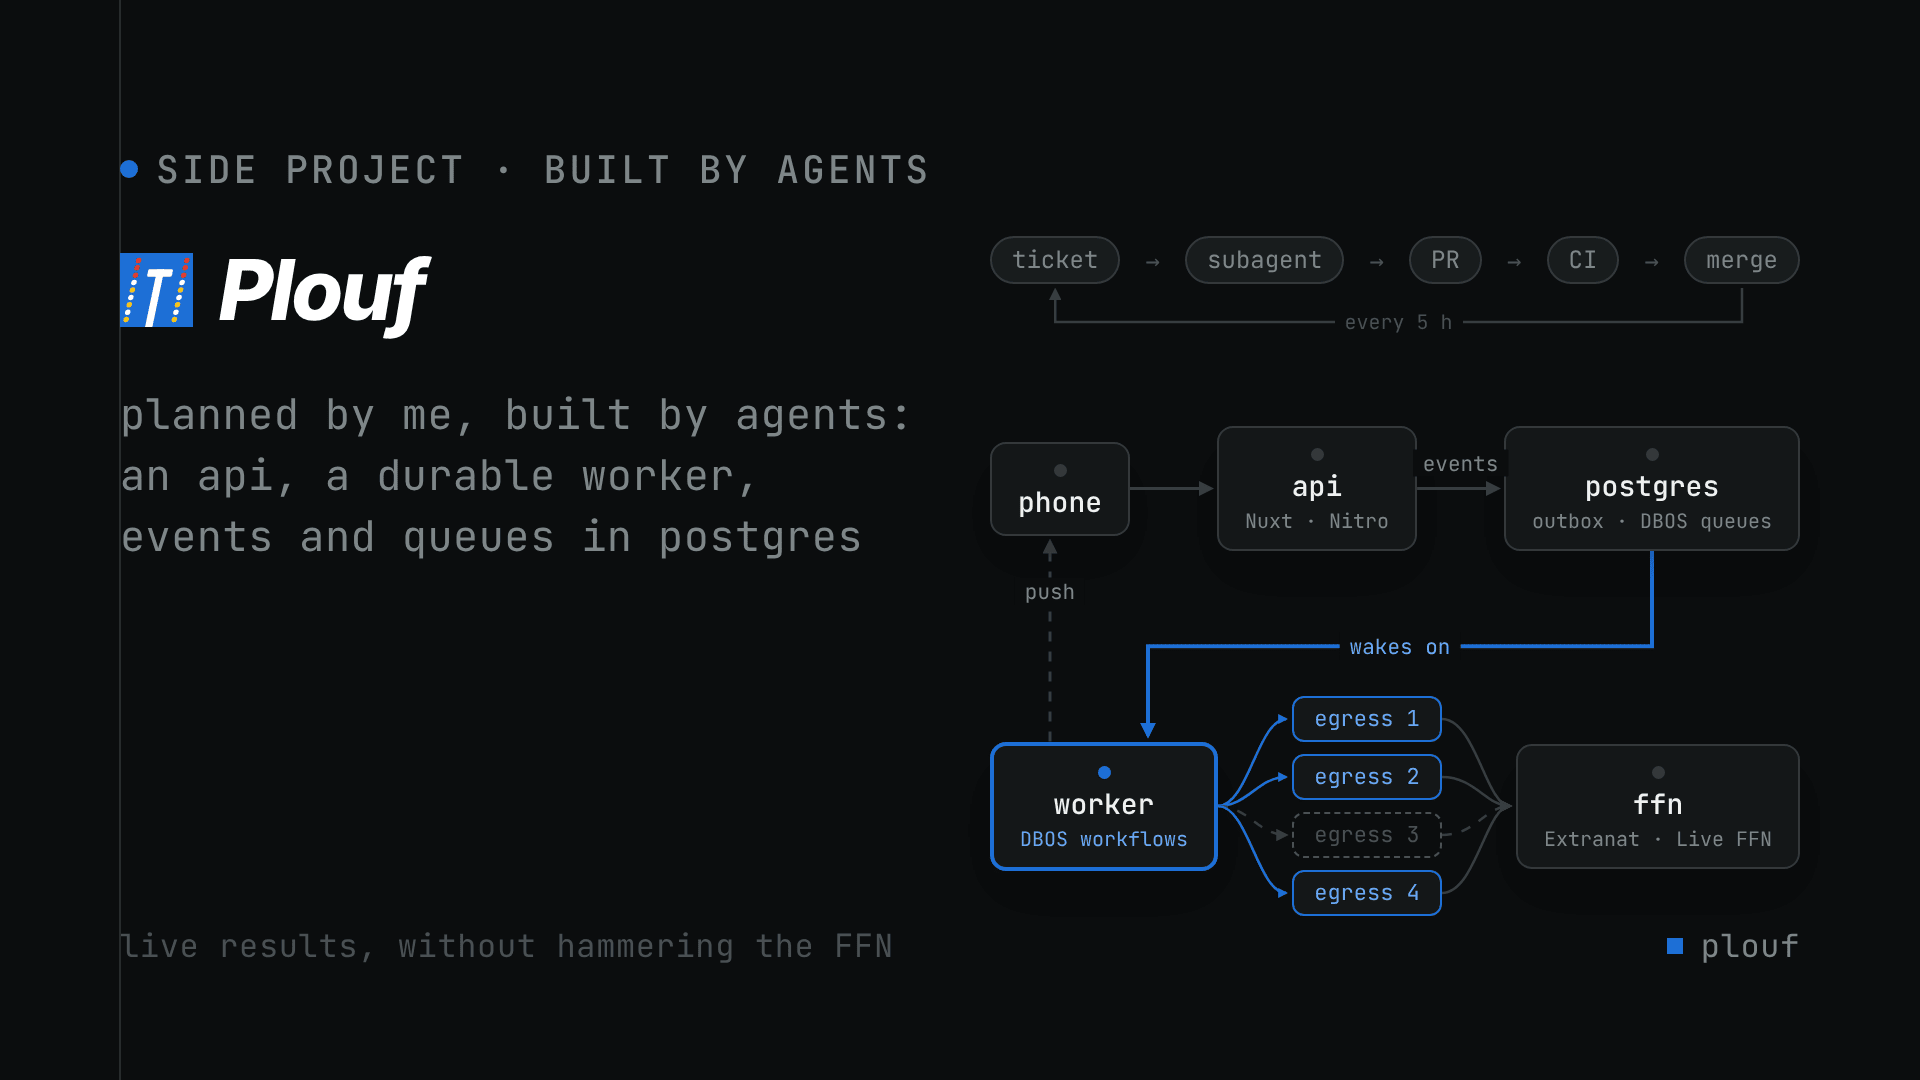 SIDE PROJECT · BUILT BY AGENTS
Plouf
planned by me, built by agents:
an api, a durable worker,
events and queues in postgres
live results, without hammering the FFN
ticket → subagent → PR → CI → merge
every 5 h
phone
api
Nuxt · Nitro
events
postgres
outbox · DBOS queues
push
wakes on
worker
DBOS workflows
egress 1
egress 2
egress 3
egress 4
ffn
Extranat · Live FFN
plouf